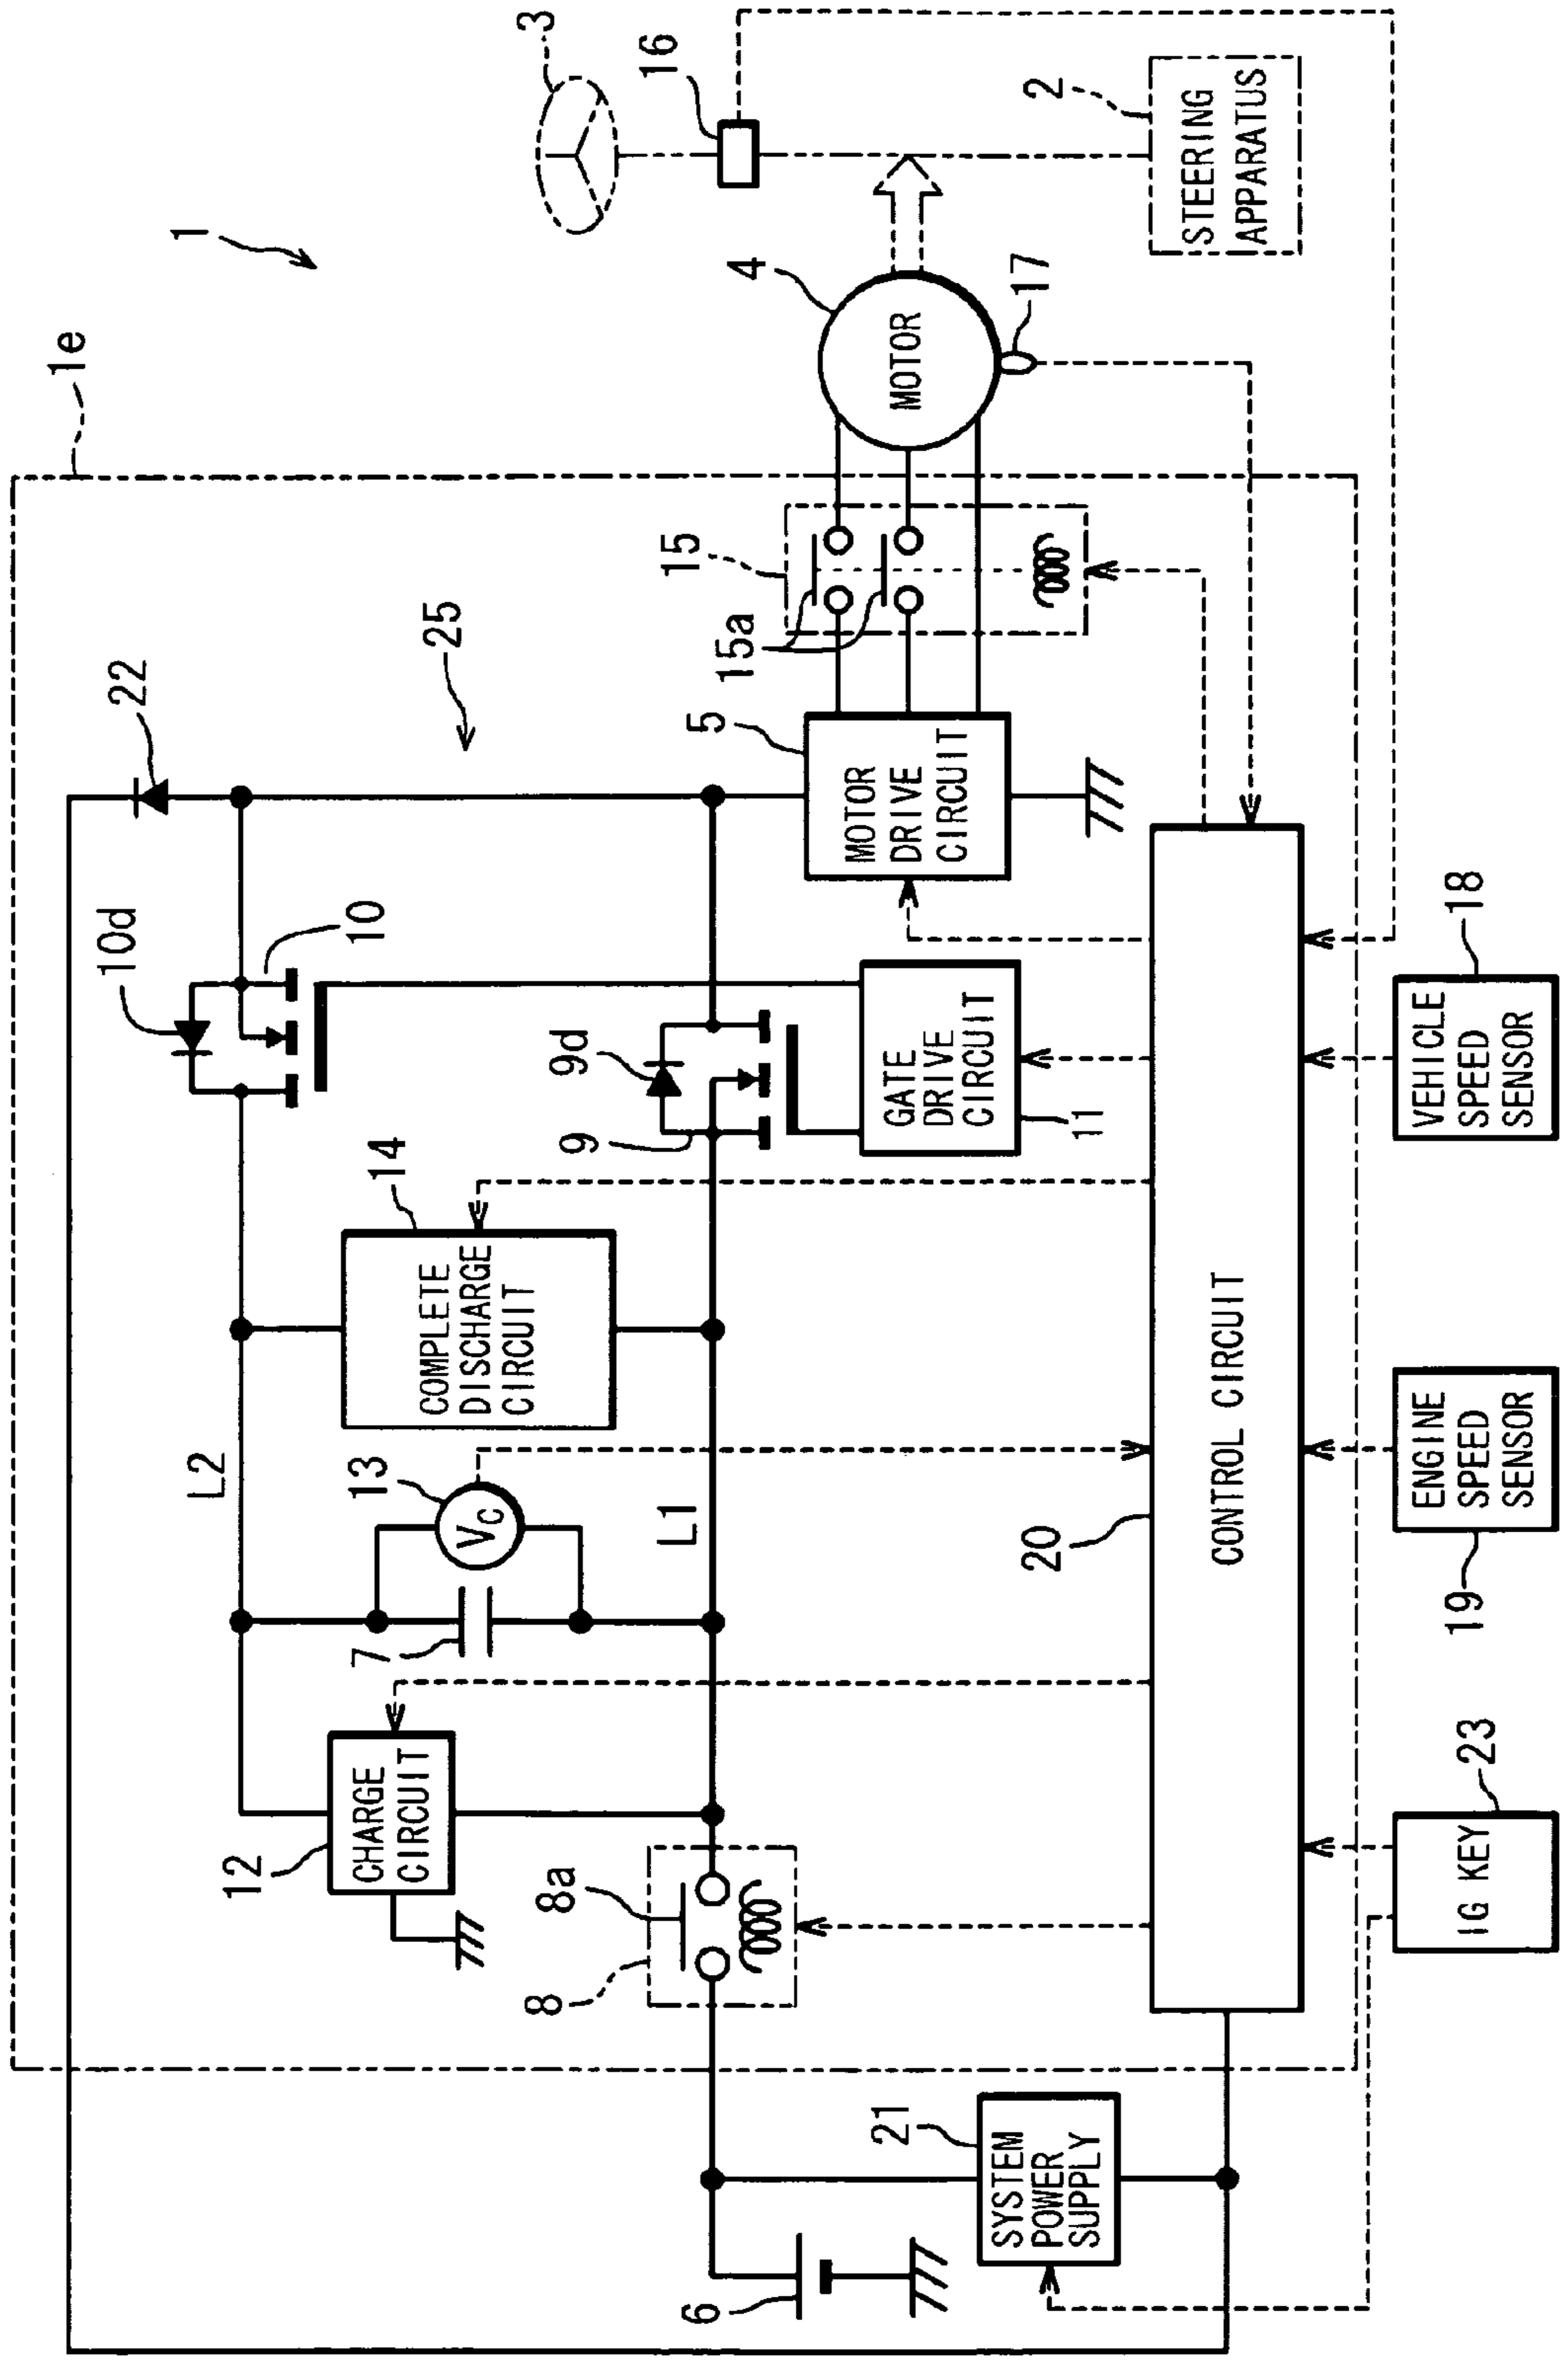 1
1e
3
16
2
STEERING
APPARATUS
4
MOTOR
17
22
25
15
15a
5
MOTOR
DRIVE
CIRCUIT
10d
10
9d
9
GATE
DRIVE
CIRCUIT
11
14
COMPLETE
DISCHARGE
CIRCUIT
L2
13
VC
7
L1
12
CHARGE
CIRCUIT
8a
8
20
CONTROL CIRCUIT
21
SYSTEM
POWER
SUPPLY
6
IG KEY
23
ENGINE
SPEED
SENSOR
19
VEHICLE
SPEED
SENSOR
18